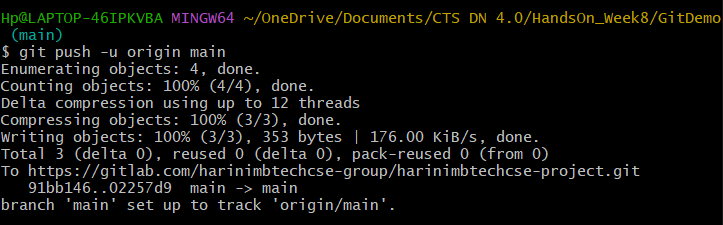 Hp@LAPTOP-46IPKVBA MINGW64 ~/OneDrive/Documents/CTS DN 4.0/HandsOn_Week8/GitDemo
(main)
$ git push -u origin main
Enumerating objects: 4, done.
Counting objects: 100% (4/4), done.
Delta compression using up to 12 threads
Compressing objects: 100% (3/3), done.
Writing objects: 100% (3/3), 353 bytes | 176.00 KiB/s, done.
Total 3 (delta 0), reused 0 (delta 0), pack-reused 0 (from 0)
To https://gitlab.com/harinimbtechcse-group/harinimbtechcse-project.git
91bb146..02257d9  main -> main
branch 'main' set up to track 'origin/main'.